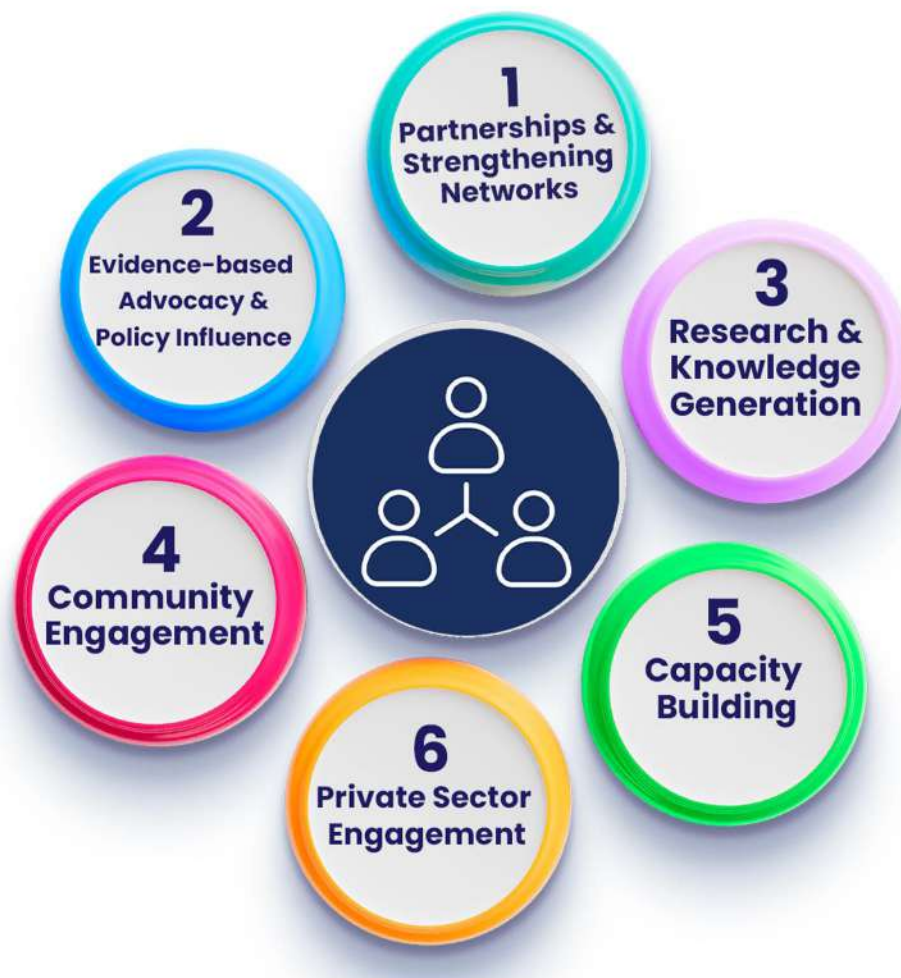 1
Partnerships &
Strengthening
Networks
2
Evidence-based
Advocacy &
Policy Influence
3
Research &
Knowledge
Generation
4
Community
Engagement
5
Capacity
Building
6
Private Sector
Engagement